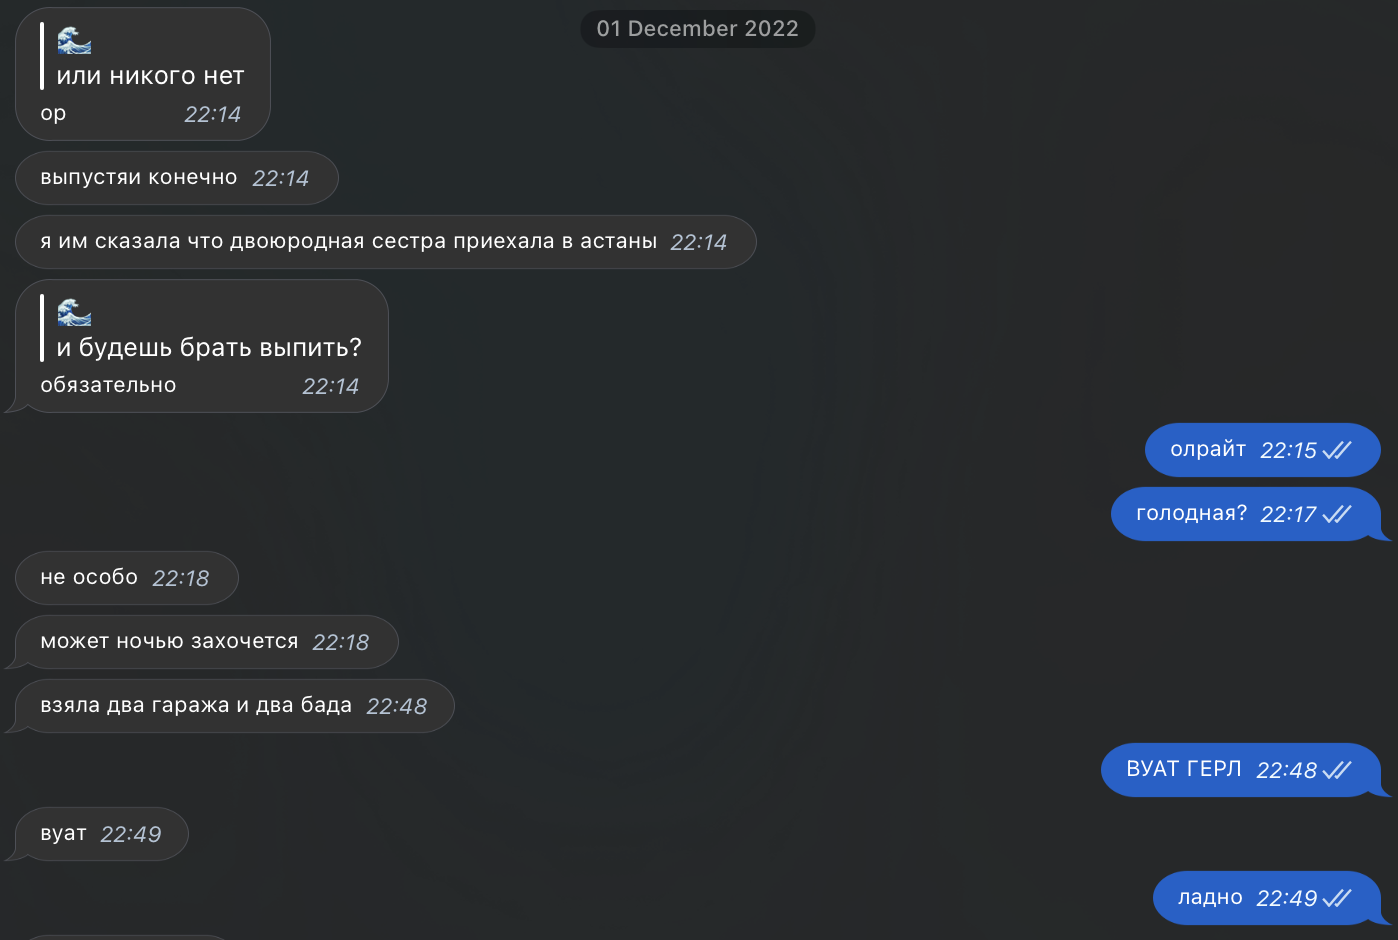 01 December 2022
🌊
или никого нет
ор 22:14
выпустяи конечно 22:14
я им сказала что двоюродная сестра приехала в астаны 22:14
🌊
и будешь брать выпить?
обязательно 22:14
олрайт 22:15
голодная? 22:17
не особо 22:18
может ночью захочется 22:18
взяла два гаража и два бада 22:48
ВУАТ ГЕРЛ 22:48
вуат 22:49
ладно 22:49